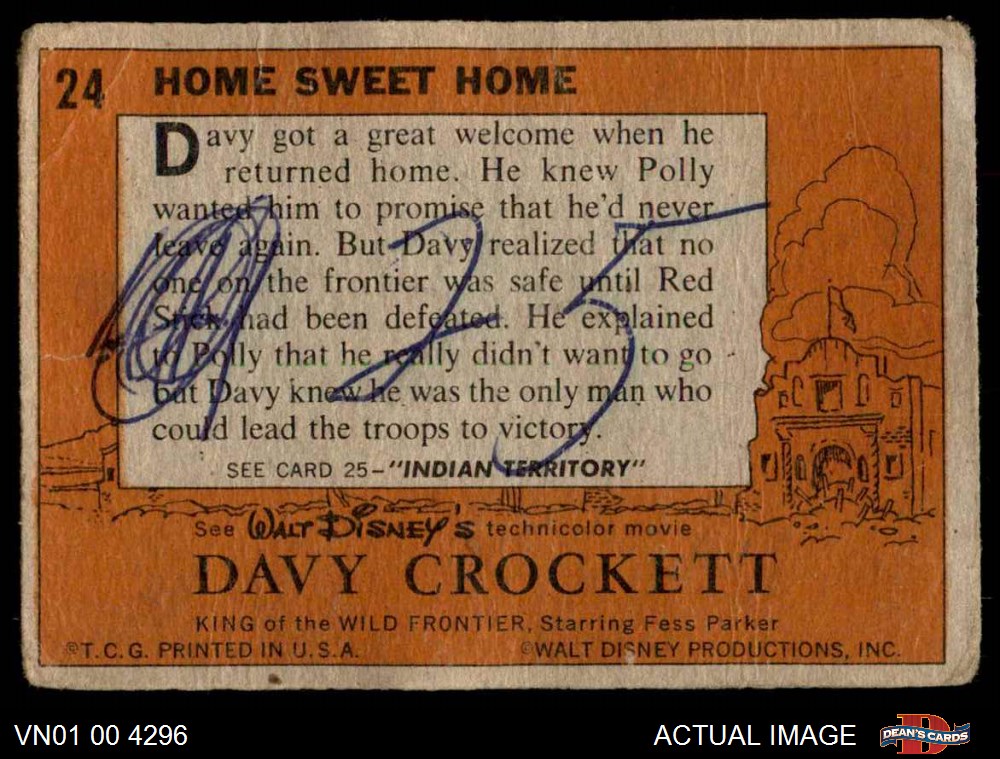 24 HOME SWEET HOME
Davy got a great welcome when he
returned home. He knew Polly
wanted him to promise that he'd never
leave again. But Davy realized that no
one on the frontier was safe until Red
Stick had been defeated. He explained
to Polly that he really didn't want to go
but Davy knew he was the only man who
could lead the troops to victory.
25
SEE CARD 25-"INDIAN TERRITORY"
See WALT DISNEY'S technicolor movie
DAVY CROCKETT
KING of the WILD FRONTIER, Starring Fess Parker
©T.C.G. PRINTED IN U.S.A. ©WALT DISNEY PRODUCTIONS, INC.
VN01 00 4296 ACTUAL IMAGE DEAN'S CARDS